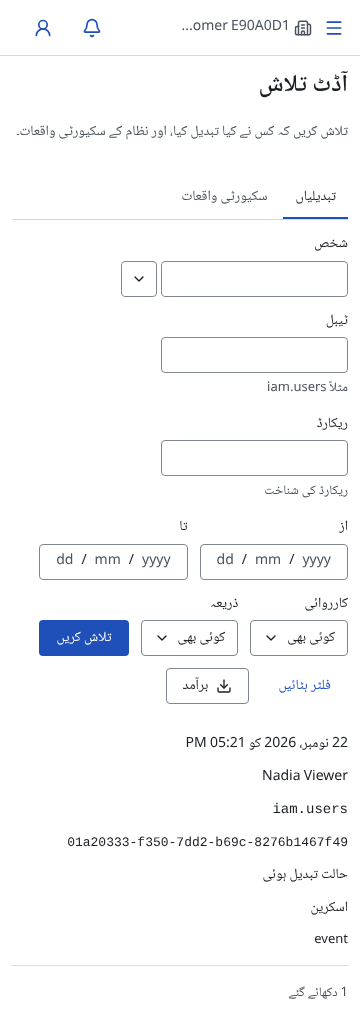 ...omer E90A0D1
آڈٹ تلاش
تلاش کریں کہ کس نے کیا تبدیل کیا، اور نظام کے سکیورٹی واقعات۔
تبدیلیاں سکیورٹی واقعات
شخص
ٹیبل
مثلاً iam.users
ریکارڈ
ریکارڈ کی شناخت
از تا
dd / mm / yyyy dd / mm / yyyy
کارروائی ذریعہ
کوئی بھی کوئی بھی تلاش کریں
فلٹر ہٹائیں برآمد
22 نومبر، 2026 کو 05:21 PM
Nadia Viewer
iam.users
01a20333-f350-7dd2-b69c-8276b1467f49
حالت تبدیل ہوئی
اسکرین
event
1 دکھائے گئے